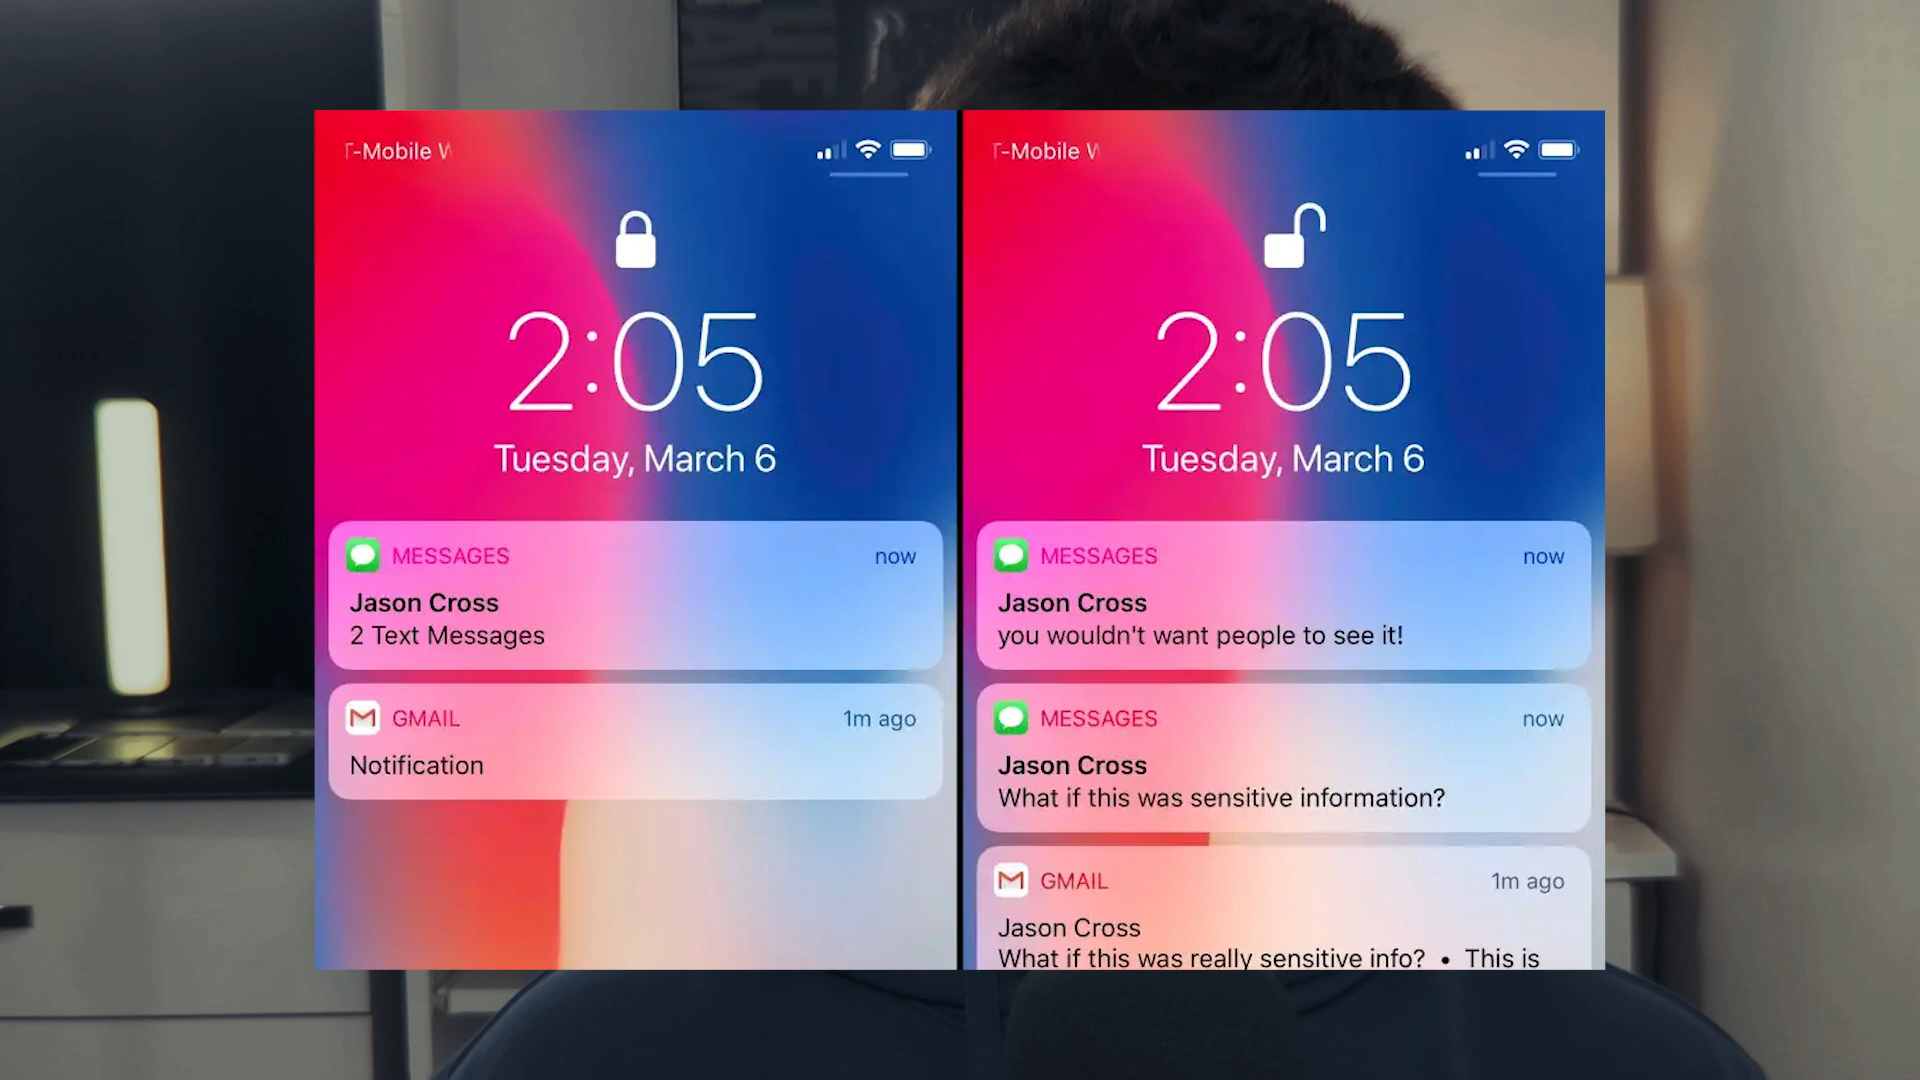 T-Mobile W
2:05
Tuesday, March 6
MESSAGES now
Jason Cross
2 Text Messages
GMAIL 1m ago
Notification
T-Mobile W
2:05
Tuesday, March 6
MESSAGES now
Jason Cross
you wouldn't want people to see it!
MESSAGES now
Jason Cross
What if this was sensitive information?
GMAIL 1m ago
Jason Cross
What if this was really sensitive info? • This is